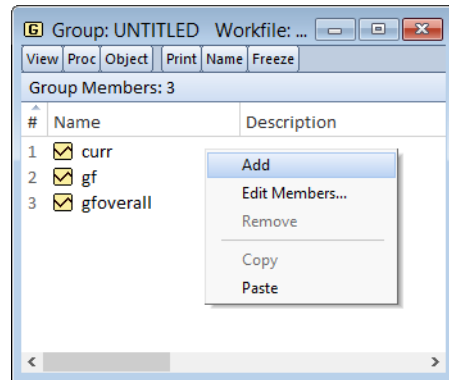 G Group: UNTITLED Workfile: ...
View Proc Object Print Name Freeze
Group Members: 3
# Name Description
1 curr
2 gf
3 gfoverall
Add
Edit Members...
Remove
Copy
Paste